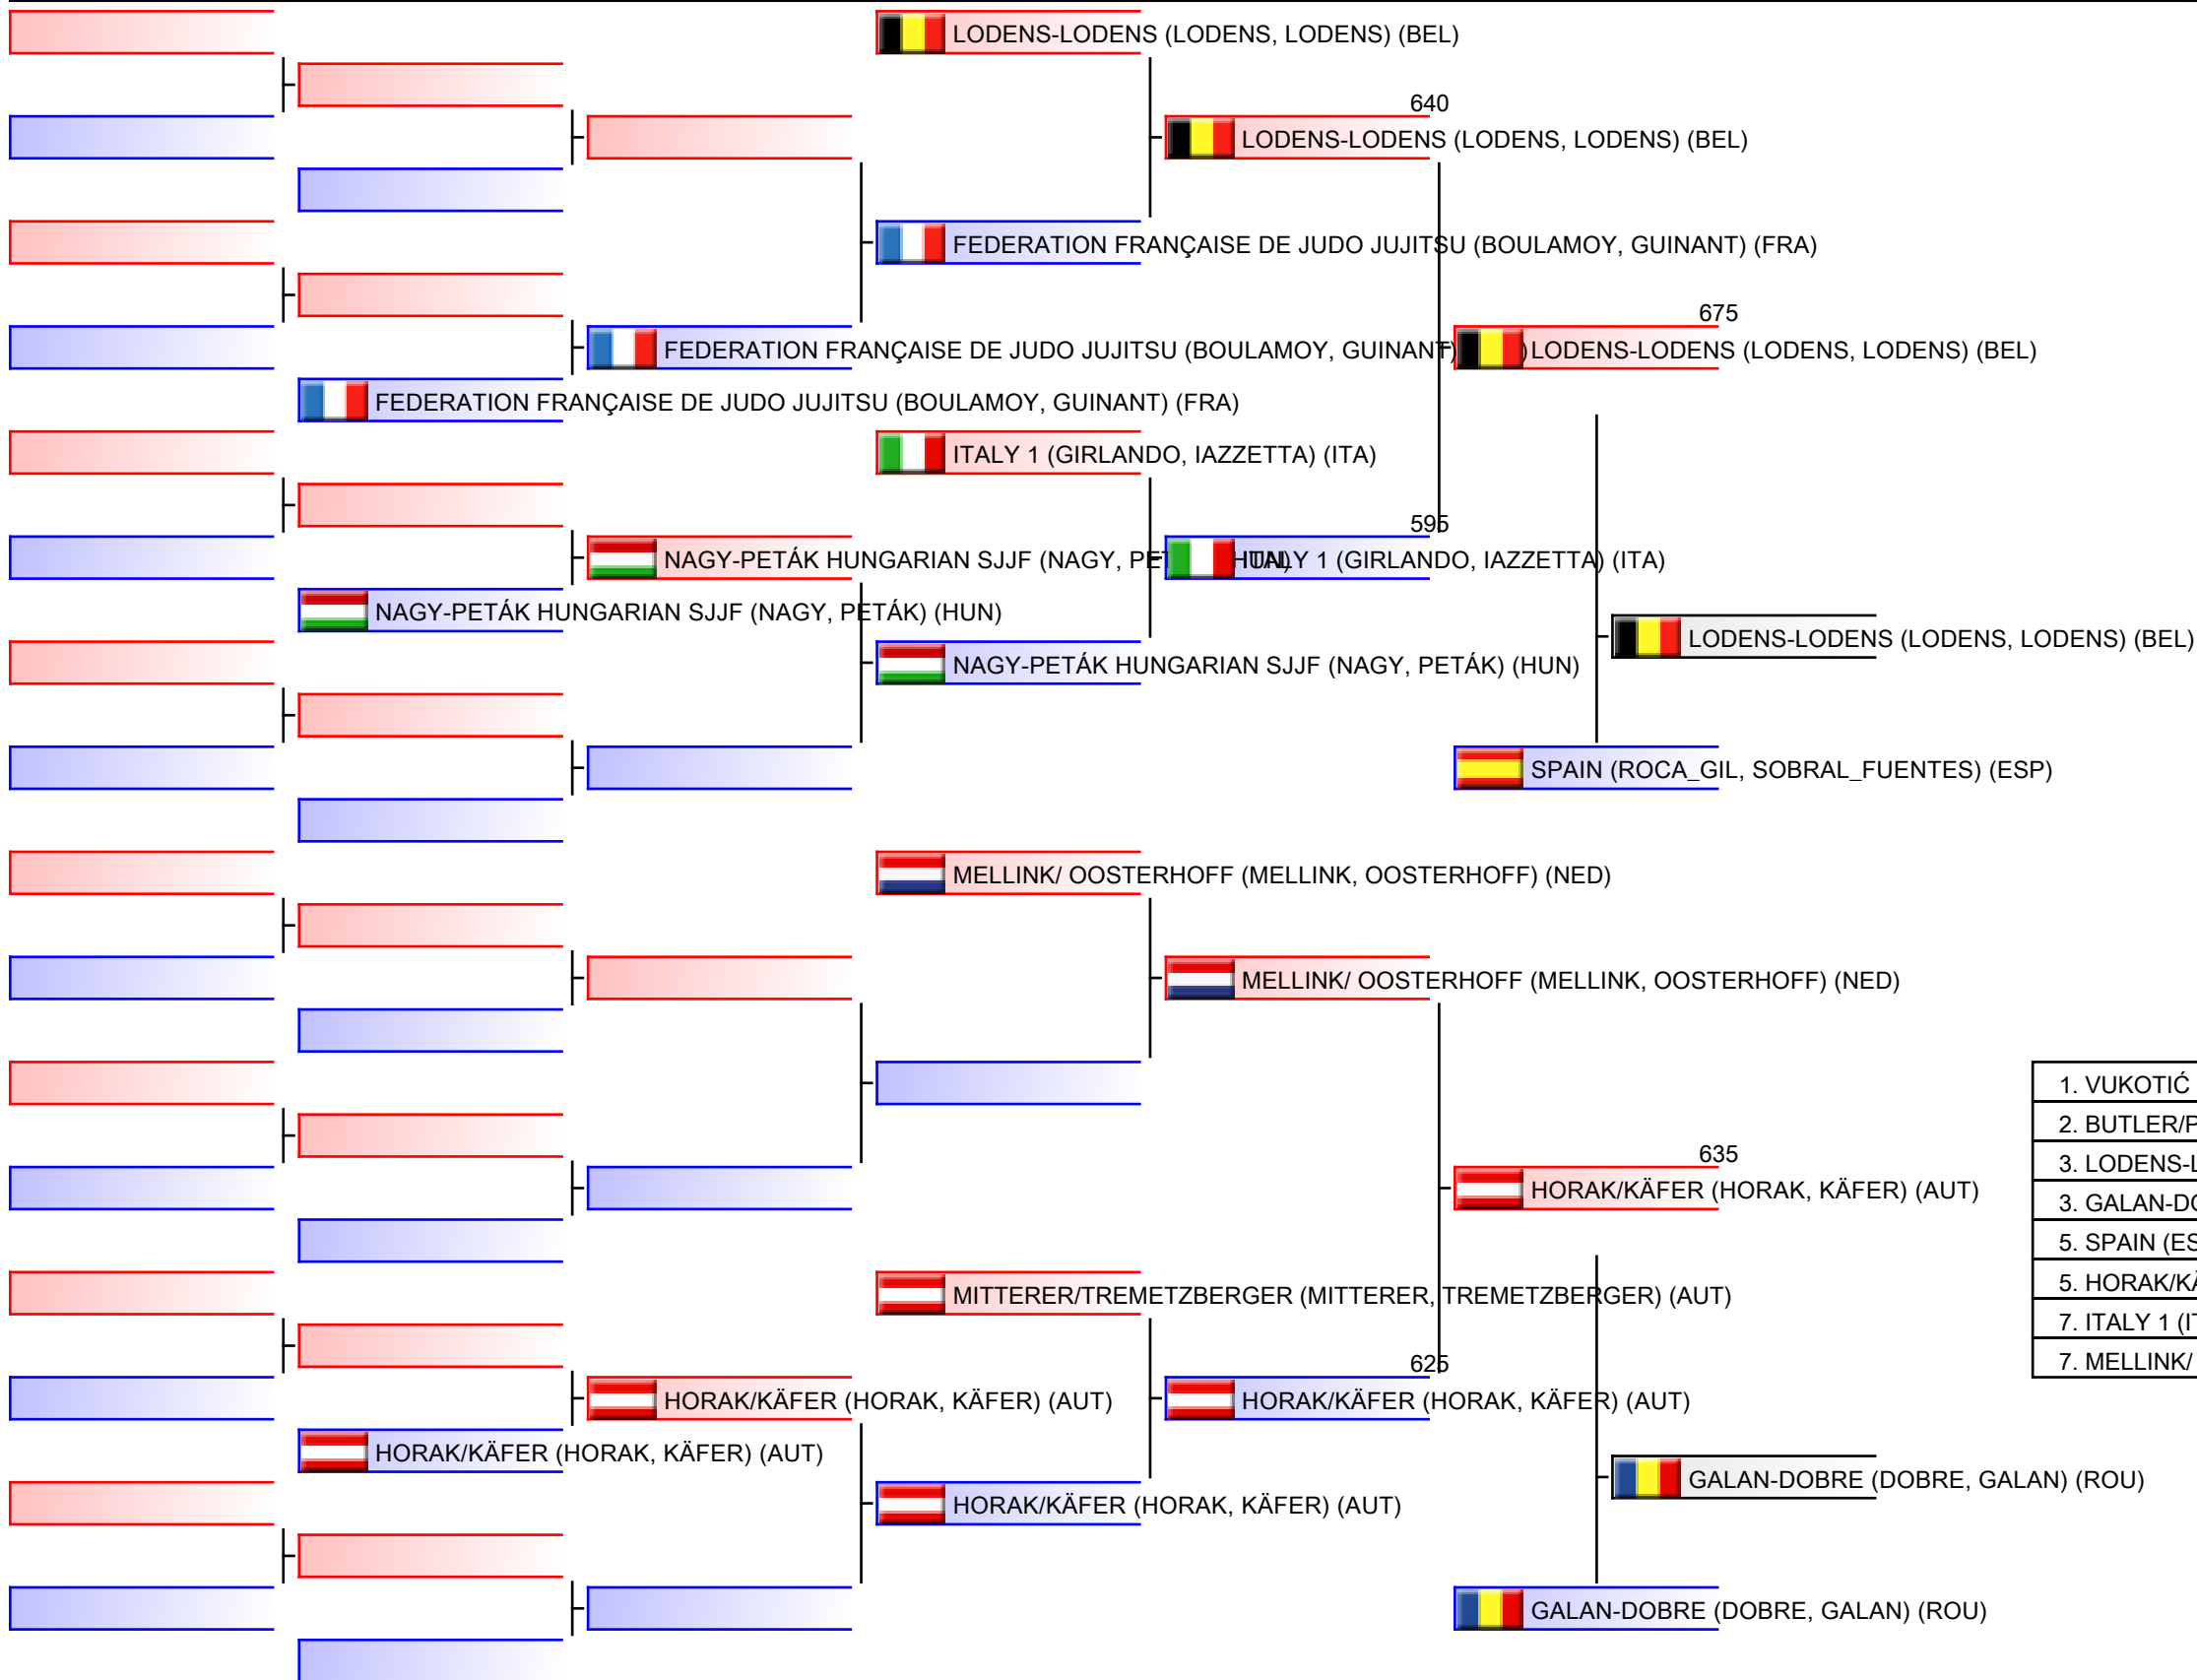 LODENS-LODENS (LODENS, LODENS) (BEL)
640
LODENS-LODENS (LODENS, LODENS) (BEL)
FEDERATION FRANÇAISE DE JUDO JUJITSU (BOULAMOY, GUINANT) (FRA)
675
FEDERATION FRANÇAISE DE JUDO JUJITSU (BOULAMOY, GUINANT)
LODENS-LODENS (LODENS, LODENS) (BEL)
FEDERATION FRANÇAISE DE JUDO JUJITSU (BOULAMOY, GUINANT) (FRA)
ITALY 1 (GIRLANDO, IAZZETTA) (ITA)
595
NAGY-PETÁK HUNGARIAN SJJF (NAGY, PE
ITALY 1 (GIRLANDO, IAZZETTA) (ITA)
NAGY-PETÁK HUNGARIAN SJJF (NAGY, PETÁK) (HUN)
LODENS-LODENS (LODENS, LODENS) (BEL)
NAGY-PETÁK HUNGARIAN SJJF (NAGY, PETÁK) (HUN)
SPAIN (ROCA_GIL, SOBRAL_FUENTES) (ESP)
MELLINK/ OOSTERHOFF (MELLINK, OOSTERHOFF) (NED)
MELLINK/ OOSTERHOFF (MELLINK, OOSTERHOFF) (NED)
635
HORAK/KÄFER (HORAK, KÄFER) (AUT)
MITTERER/TREMETZBERGER (MITTERER, TREMETZBERGER) (AUT)
625
HORAK/KÄFER (HORAK, KÄFER) (AUT)
HORAK/KÄFER (HORAK, KÄFER) (AUT)
HORAK/KÄFER (HORAK, KÄFER) (AUT)
GALAN-DOBRE (DOBRE, GALAN) (ROU)
HORAK/KÄFER (HORAK, KÄFER) (AUT)
GALAN-DOBRE (DOBRE, GALAN) (ROU)
1. VUKOTIĆ
2. BUTLER/P
3. LODENS-L
3. GALAN-DO
5. SPAIN (ES
5. HORAK/KÄ
7. ITALY 1 (IT
7. MELLINK/